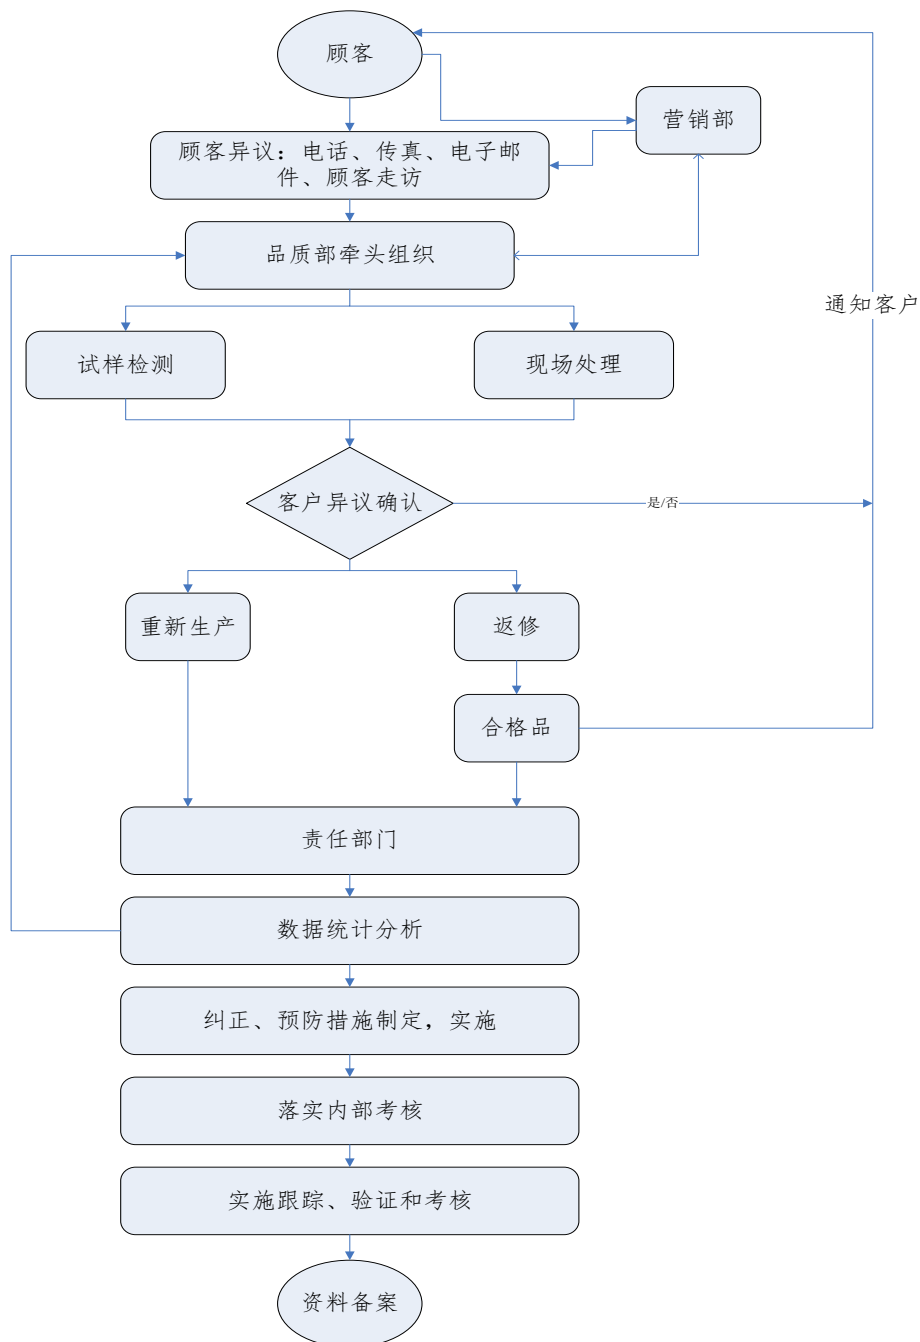 顾客
营销部
顾客异议：电话、传真、电子邮
件、顾客走访
品质部牵头组织
通知客户
试样检测
现场处理
客户异议确认
是/否
重新生产
返修
合格品
责任部门
数据统计分析
纠正、预防措施制定，实施
落实内部考核
实施跟踪、验证和考核
资料备案